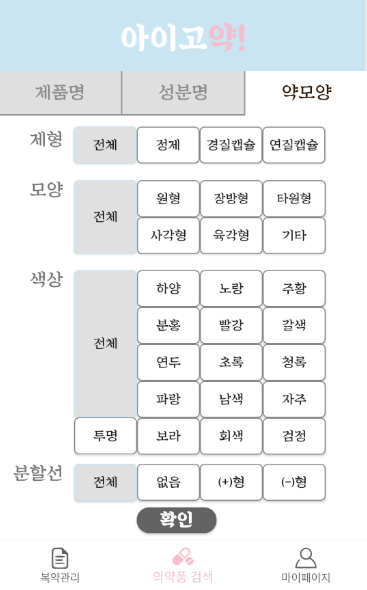 아이고약!
제품명 성분명 약모양
제형 전체 정제 경질캡슐 연질캡슐
모양 전체 원형 장방형 타원형
사각형 육각형 기타
색상 전체 하양 노랑 주황
분홍 빨강 갈색
연두 초록 청록
파랑 남색 자주
투명 보라 회색 검정
분할선 전체 없음 (+)형 (-)형
확인
복약관리 의약품 검색 마이페이지